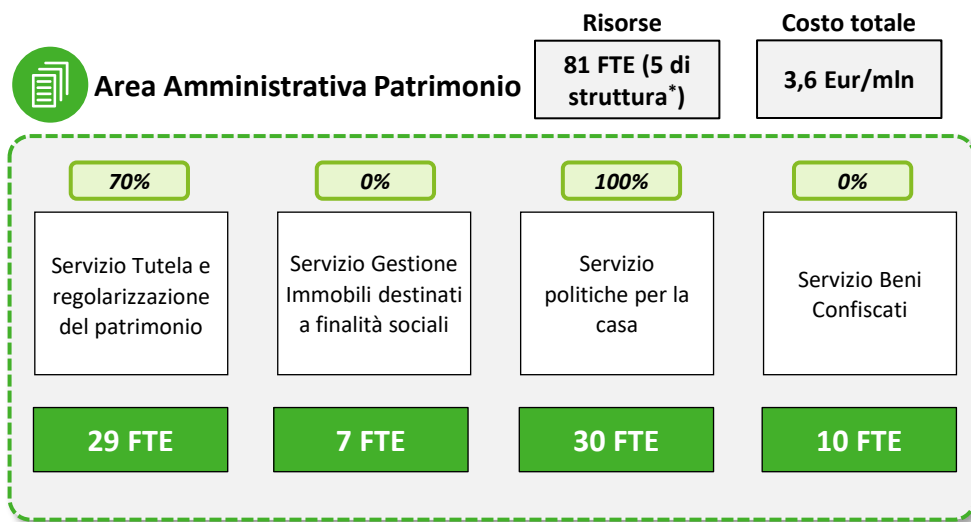 Risorse
Costo totale
Area Amministrativa Patrimonio
81 FTE (5 di
struttura*)
3,6 Eur/mln
70%
0%
100%
0%
Servizio Tutela e
regolarizzazione
del patrimonio
Servizio Gestione
Immobili destinati
a finalità sociali
Servizio
politiche per la
casa
Servizio Beni
Confiscati
29 FTE
7 FTE
30 FTE
10 FTE